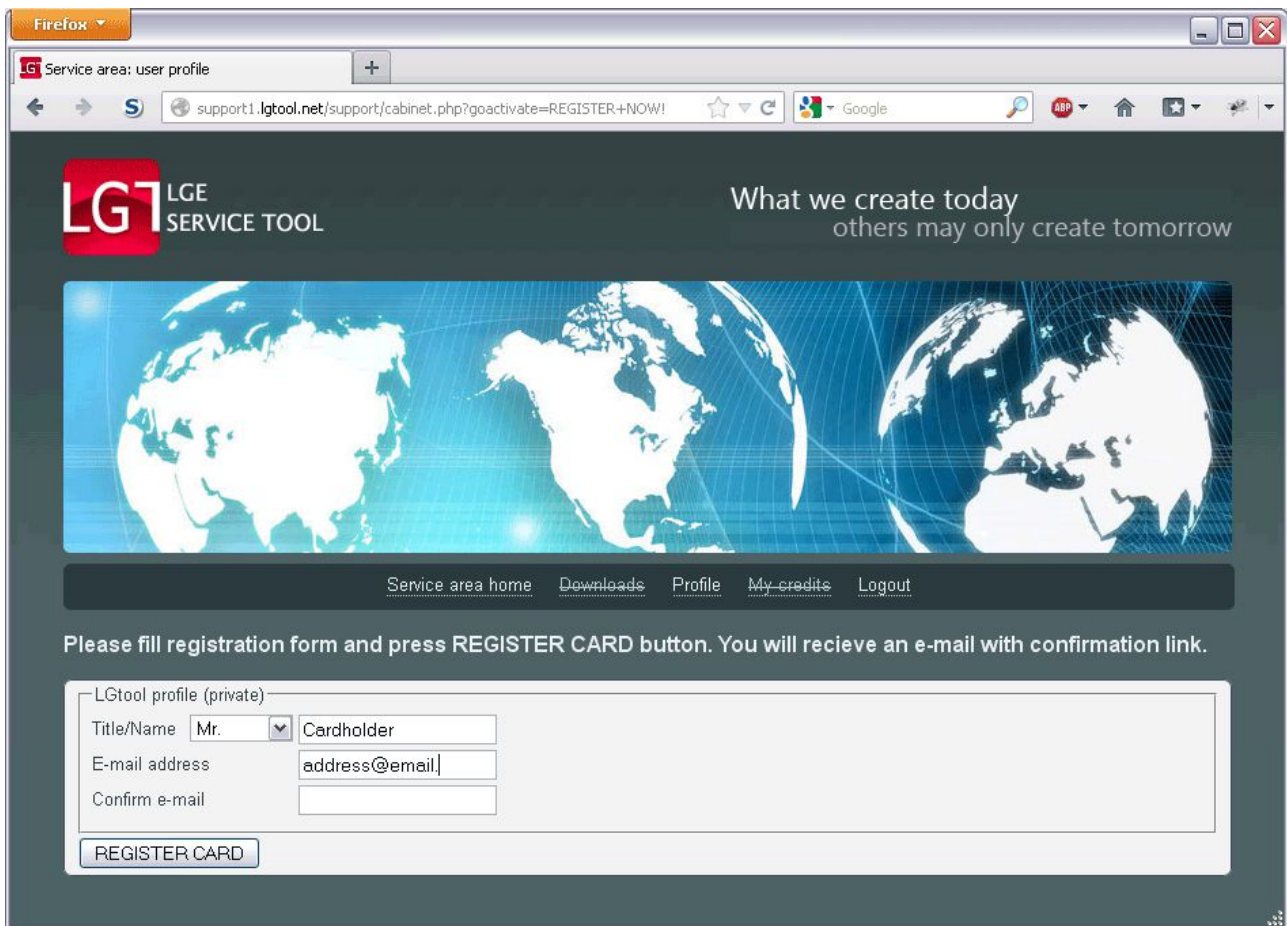 Firefox
LGT Service area: user profile
support1.lgtool.net/support/cabinet.php?goactivate=REGISTER+NOW!
Google
ABP
LGT LGE
SERVICE TOOL
What we create today
others may only create tomorrow
Service area home Downloads Profile My credits Logout
Please fill registration form and press REGISTER CARD button. You will recieve an e-mail with confirmation link.
LGtool profile (private)
Title/Name Mr. Cardholder
E-mail address address@email.
Confirm e-mail
REGISTER CARD